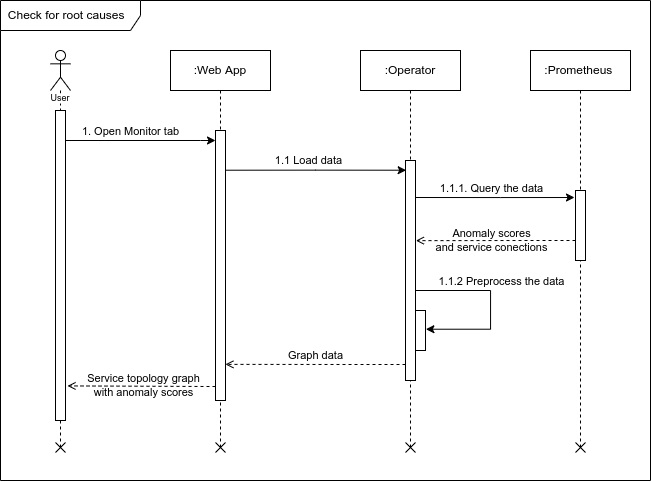 Check for root causes
:Web App
:Operator
:Prometheus
User
1. Open Monitor tab
1.1 Load data
1.1.1. Query the data
Anomaly scores
and service conections
1.1.2 Preprocess the data
Graph data
Service topology graph
with anomaly scores